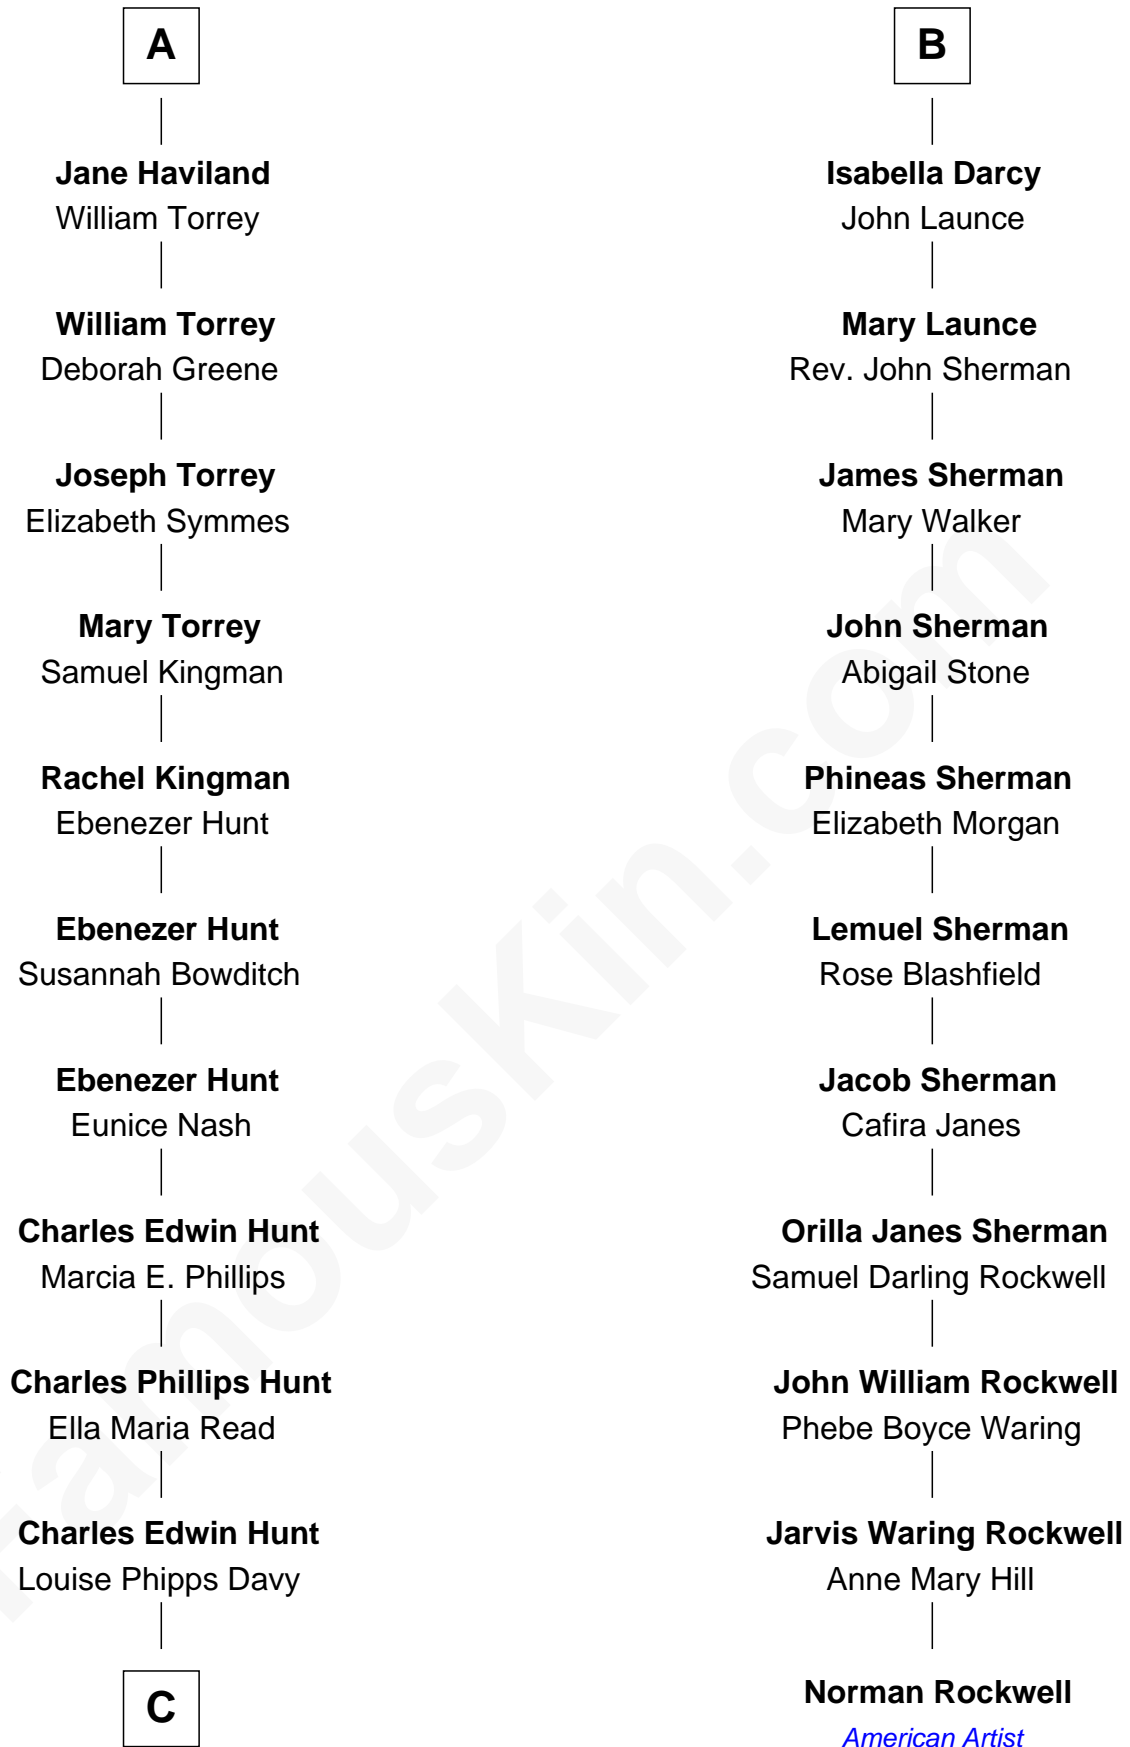 A
Jane Haviland
William Torrey
William Torrey
Deborah Greene
Joseph Torrey
Elizabeth Symmes
Mary Torrey
Samuel Kingman
Rachel Kingman
Ebenezer Hunt
Ebenezer Hunt
Susannah Bowditch
Ebenezer Hunt
Eunice Nash
Charles Edwin Hunt
Marcia E. Phillips
Charles Phillips Hunt
Ella Maria Read
Charles Edwin Hunt
Louise Phipps Davy
C
B
Isabella Darcy
John Launce
Mary Launce
Rev. John Sherman
James Sherman
Mary Walker
John Sherman
Abigail Stone
Phineas Sherman
Elizabeth Morgan
Lemuel Sherman
Rose Blashfield
Jacob Sherman
Cafira Janes
Orilla Janes Sherman
Samuel Darling Rockwell
John William Rockwell
Phebe Boyce Waring
Jarvis Waring Rockwell
Anne Mary Hill
Norman Rockwell
American Artist
FamousKin.com